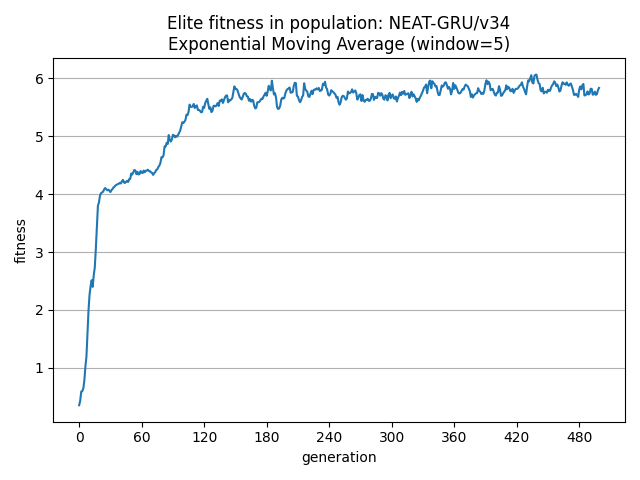 Elite fitness in population: NEAT-GRU/v34
Exponential Moving Average (window=5)
6
5
4
3
2
1
fitness
0 60 120 180 240 300 360 420 480
generation